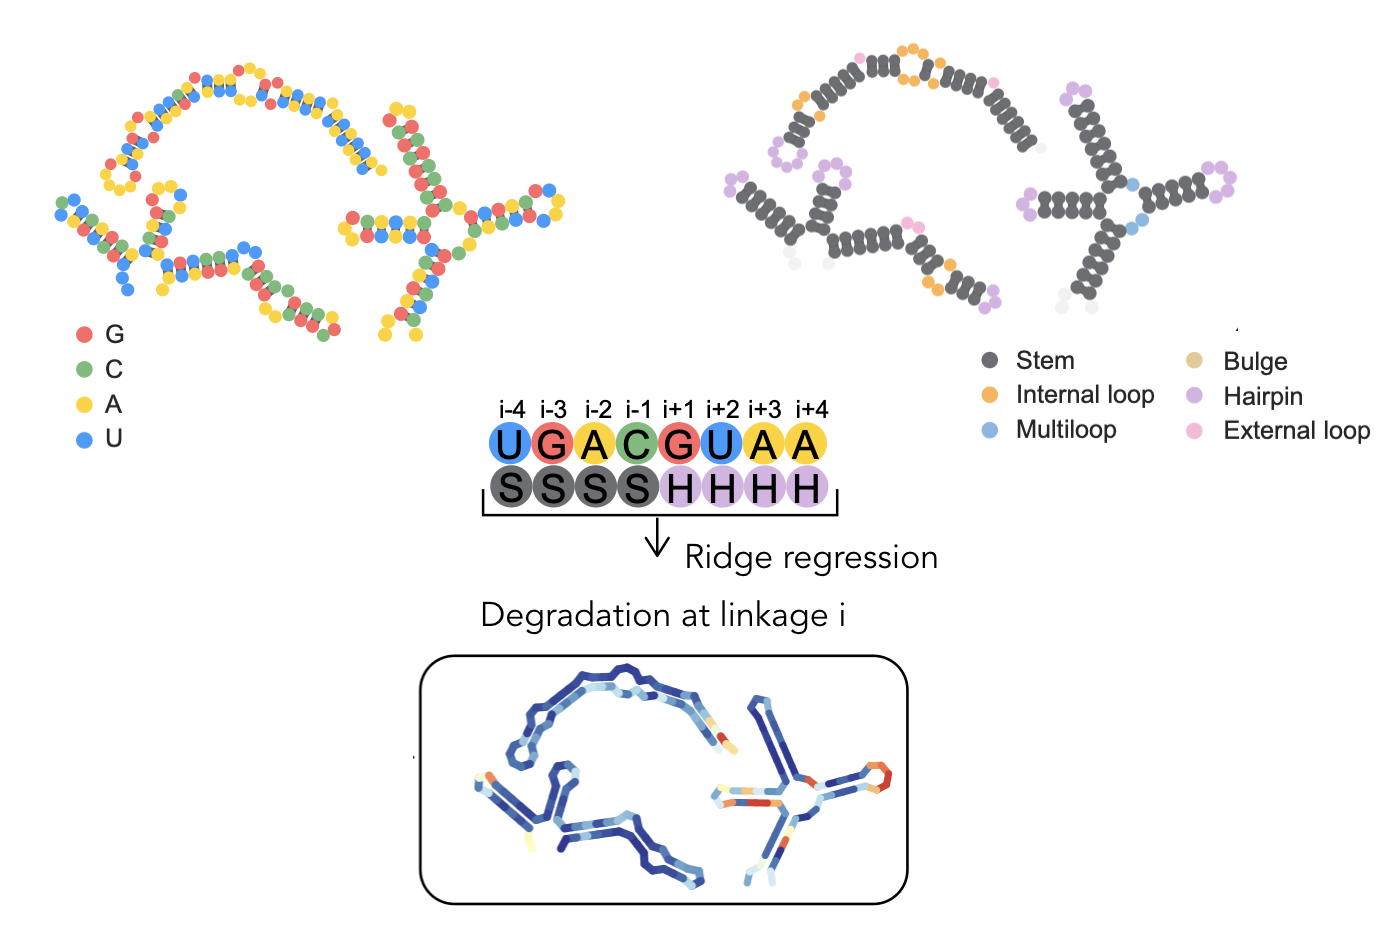 G
C
A
U
Stem
Internal loop
Multiloop
Bulge
Hairpin
External loop
i-4 i-3 i-2 i-1 i+1 i+2 i+3 i+4
U G A C G U A A
S S S S H H H H
Ridge regression
Degradation at linkage i